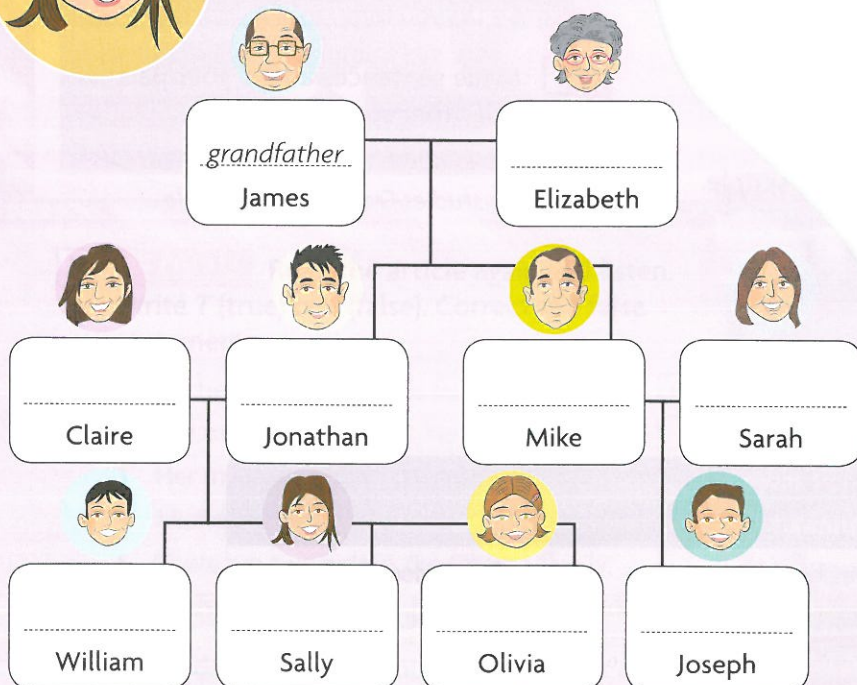 grandfather
James
Elizabeth
Claire
Jonathan
Mike
Sarah
William
Sally
Olivia
Joseph